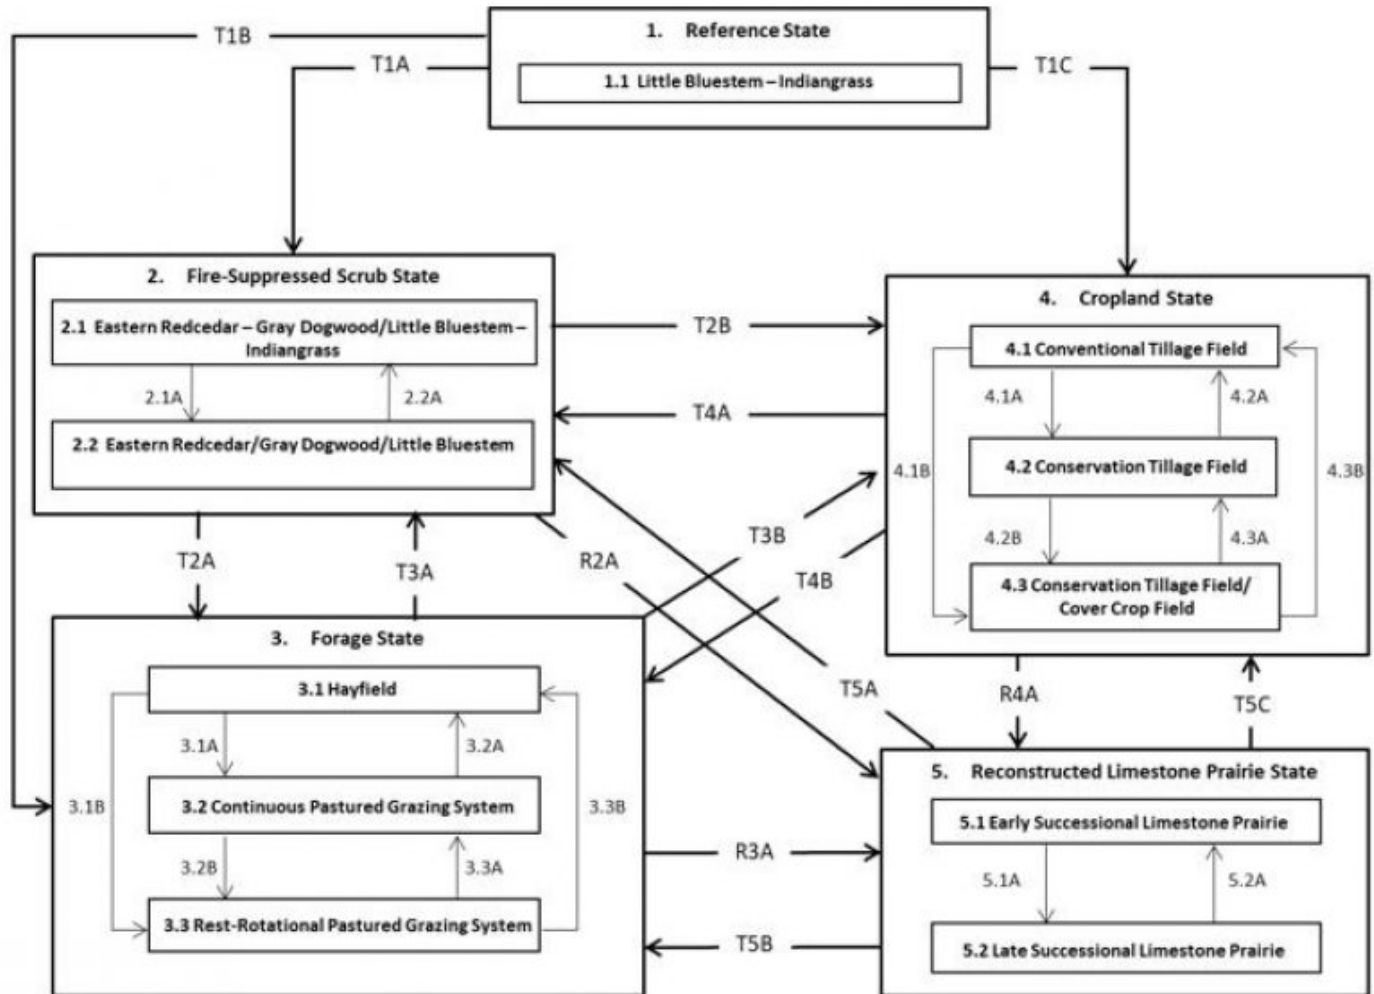 T1B
1. Reference State
T1A
T1C
1.1 Little Bluestem – Indiangrass
2. Fire-Suppressed Scrub State
2.1 Eastern Redcedar – Gray Dogwood/Little Bluestem –
Indiangrass
2.1A
2.2A
2.2 Eastern Redcedar/Gray Dogwood/Little Bluestem
T2B
T4A
4. Cropland State
4.1 Conventional Tillage Field
4.1A
4.2A
4.1B
4.2 Conservation Tillage Field
4.3B
4.2B
4.3A
4.3 Conservation Tillage Field/
Cover Crop Field
T2A
T3A
R2A
T3B
T4B
T5A
R4A
T5C
3. Forage State
3.1 Hayfield
3.1A
3.2A
3.1B
3.2 Continuous Pastured Grazing System
3.3B
3.2B
3.3A
3.3 Rest-Rotational Pastured Grazing System
R3A
T5B
5. Reconstructed Limestone Prairie State
5.1 Early Successional Limestone Prairie
5.1A
5.2A
5.2 Late Successional Limestone Prairie